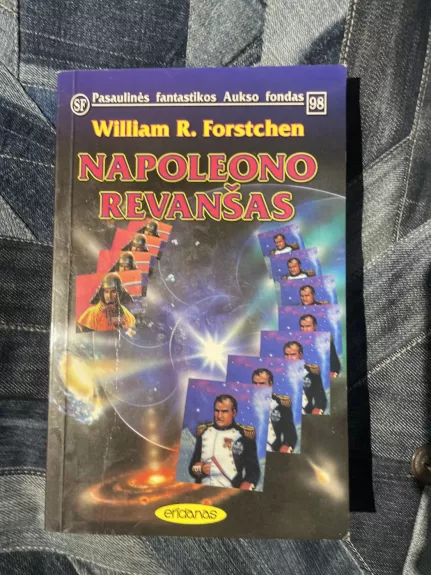 SF Pasaulinės fantastikos Aukso fondas 98
William R. Forstchen
NAPOLEONO
REVANŠAS
eridanas